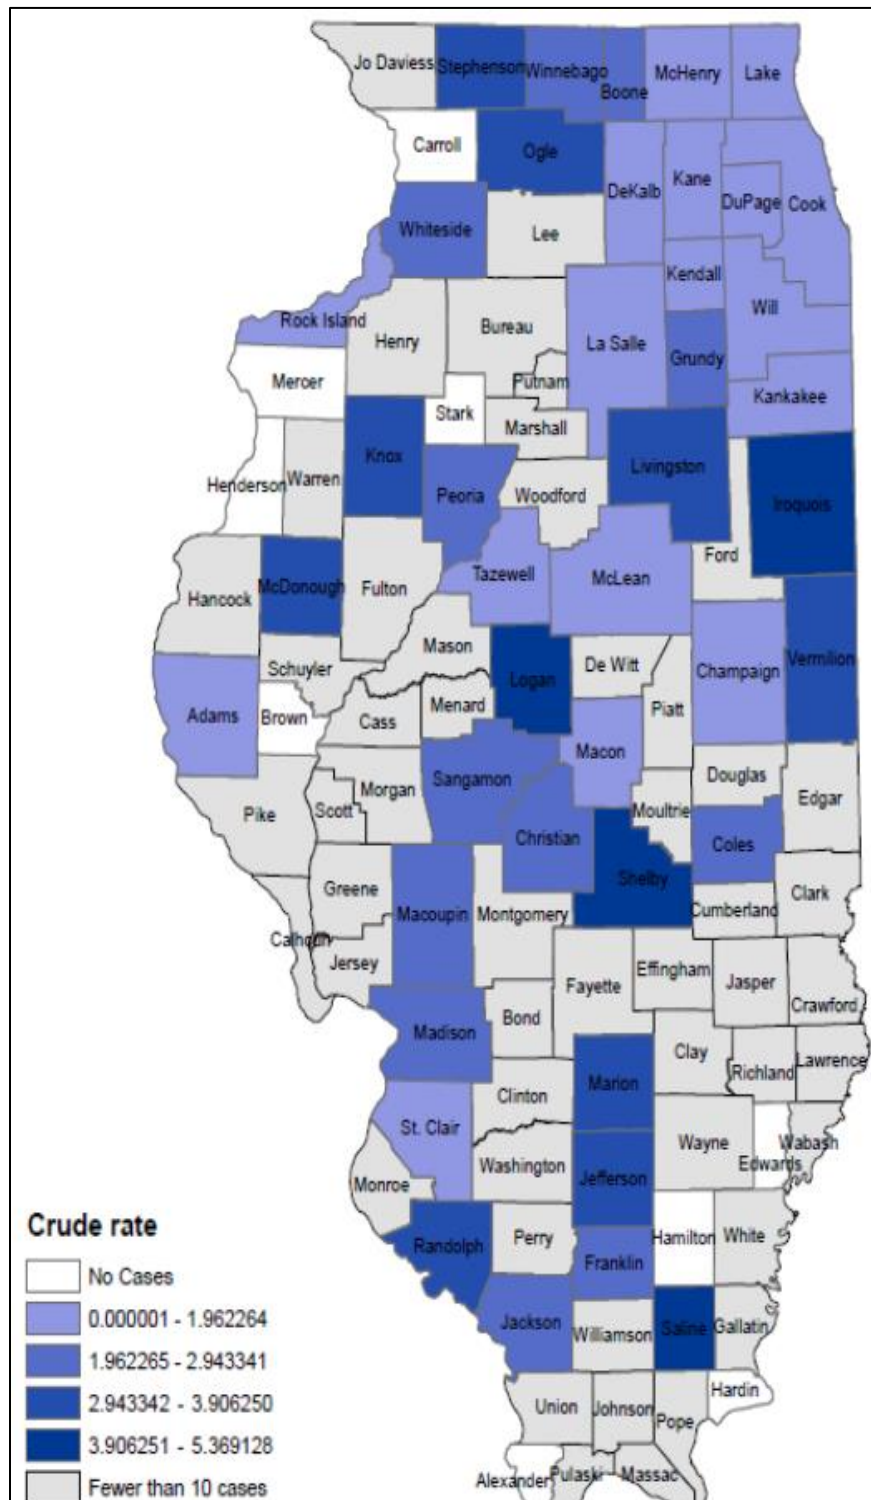 Jo Daviess Stephenson Winnebago Boone McHenry Lake
Carroll Ogle DeKalb Kane DuPage Cook
Whiteside Lee Kendall Will
Rock Island Henry Bureau La Salle Grundy
Mercer Putnam Kankakee
Stark Marshall
Henderson Warren Knox Peoria Woodford Livingston Iroquois
Ford
Hancock McDonough Fulton Tazewell McLean
Mason
Schuyler Logan De Witt Champaign Vermilion
Adams Brown Cass Menard Piatt
Macon
Pike Scott Morgan Sangamon Moultrie Douglas Edgar
Christian Coles
Greene Shelby Clark
Calhoun Macoupin Montgomery Cumberland
Jersey Fayette Effingham Jasper Crawford
Madison Bond
Clay Richland Lawrence
Clinton Marion
St. Clair Wayne Edwards Wabash
Washington Jefferson
Monroe
Randolph Perry Franklin Hamilton White
Jackson Williamson Saline Gallatin
Union Johnson Pope Hardin
Alexander Pulaski Massac
Crude rate
No Cases
0.000001 - 1.962264
1.962265 - 2.943341
2.943342 - 3.906250
3.906251 - 5.369128
Fewer than 10 cases